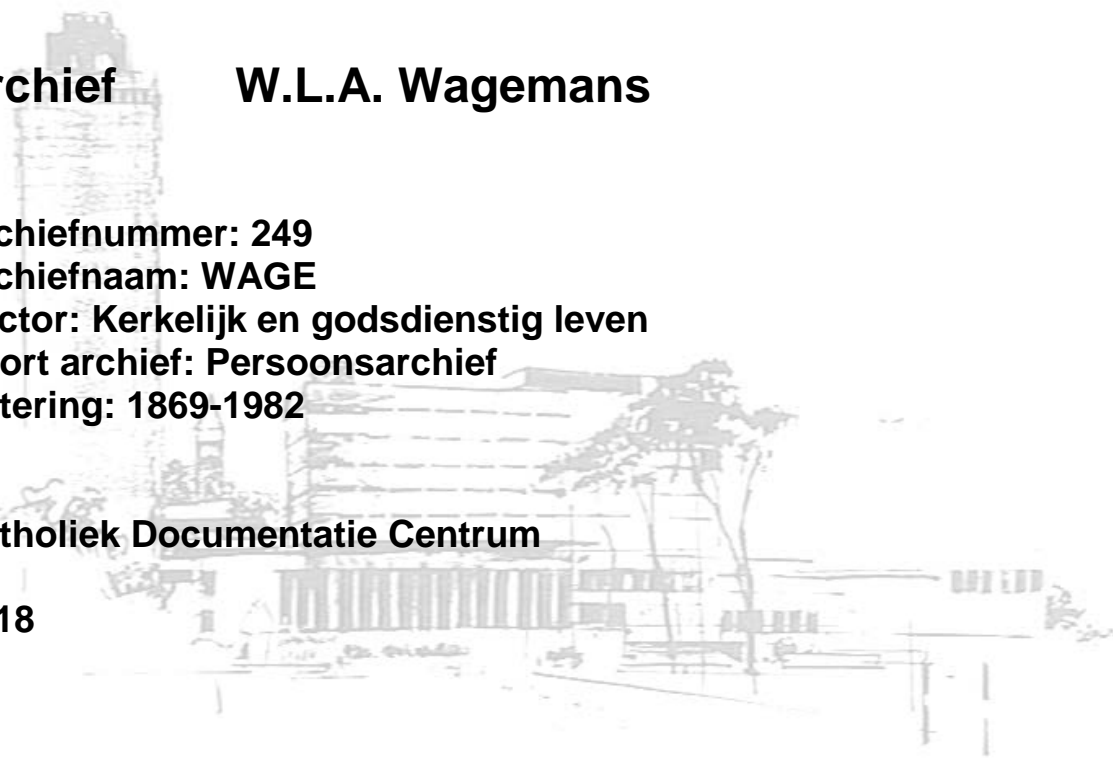 rchief W.L.A. Wagemans
chiefnummer: 249
chiefnaam: WAGE
ctor: Kerkelijk en godsdienstig leven
ort archief: Persoonsarchief
tering: 1869-1982
tholiek Documentatie Centrum
18